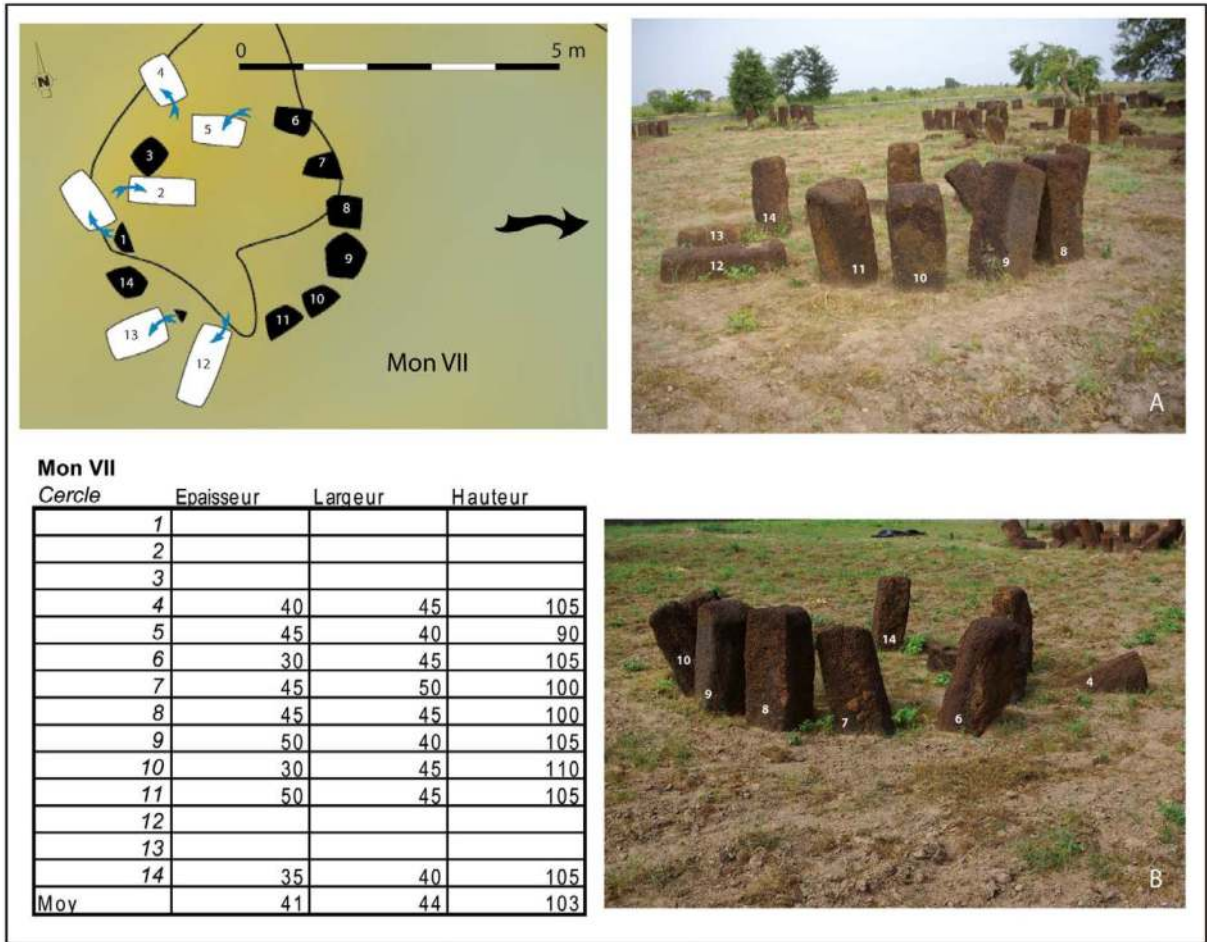 0 5 m
N
4
5
6
3
7
2
8
1
9
14
10
11
13
12
Mon VII
14
13
12
11
10
9
8
A
Mon VII
Cercle Epaisseur Largeur Hauteur
1
2
3
4 40 45 105
5 45 40 90
6 30 45 105
7 45 50 100
8 45 45 100
9 50 40 105
10 30 45 110
11 50 45 105
12
13
14 35 40 105
Moy 41 44 103
14
10
4
9
8
7
6
B